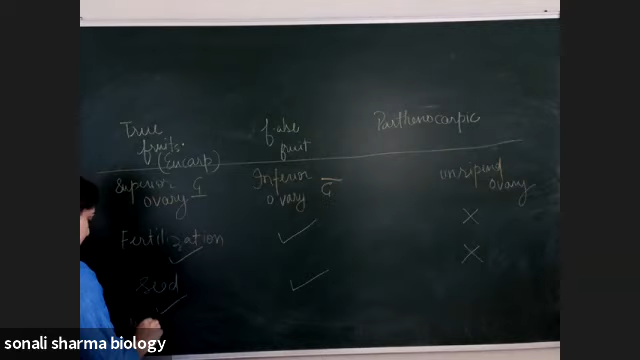 True
fruits.
(Eucarp)
false
fruit
Parthenocarpic
Superior
ovary G
Inferior
ovary G
unripend
ovary
Fertilization ✓
✓
×
seed ✓
✓
×
sonali sharma biology